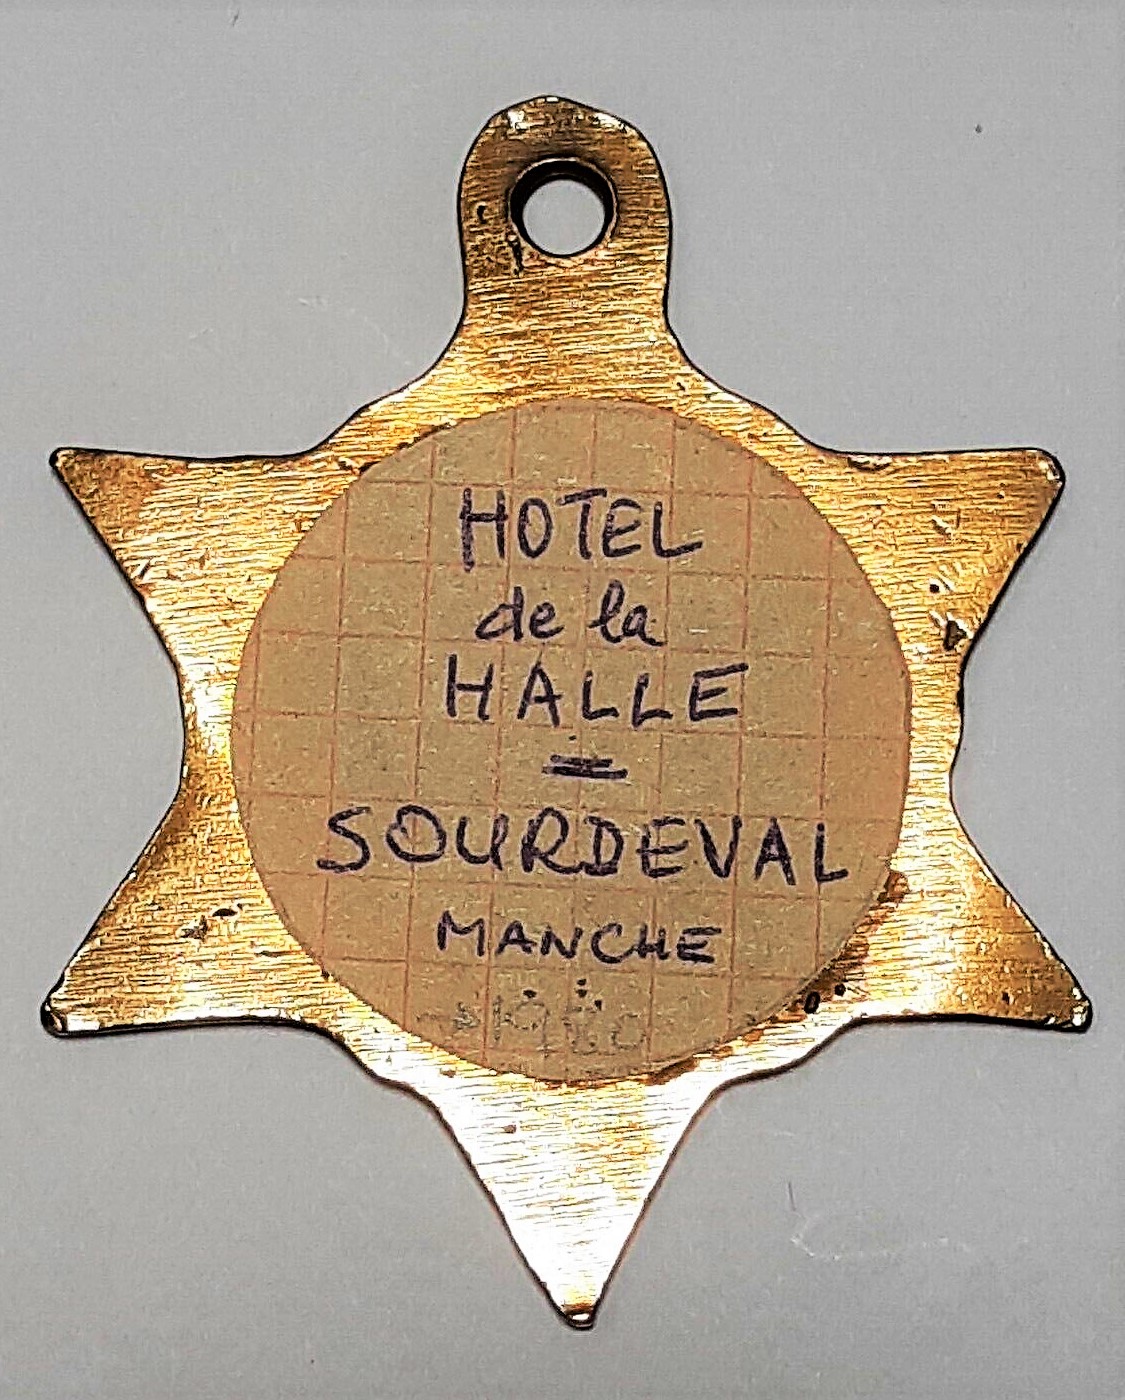 HOTEL
de la
HALLE
=
SOURDEVAL
MANCHE